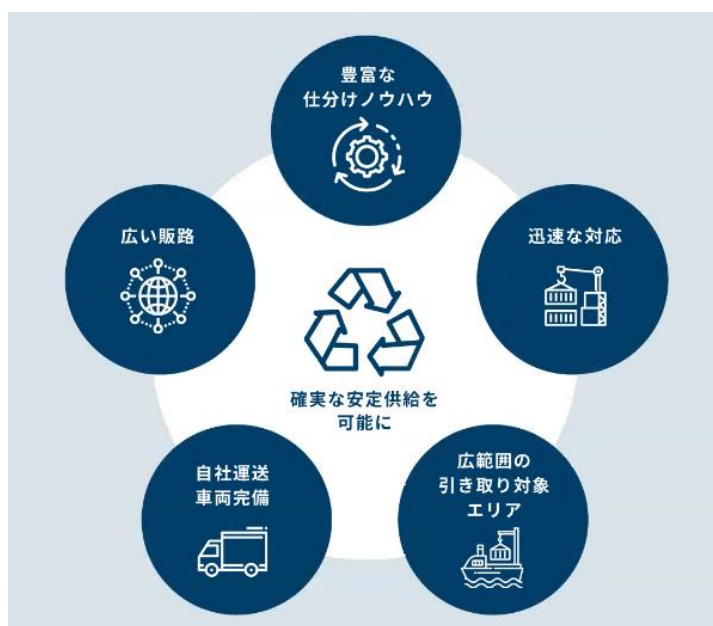 豊富な
仕分けノウハウ
広い販路
迅速な対応
確実な安定供給を
可能に
自社運送
車両完備
広範囲の
引き取り対象
エリア